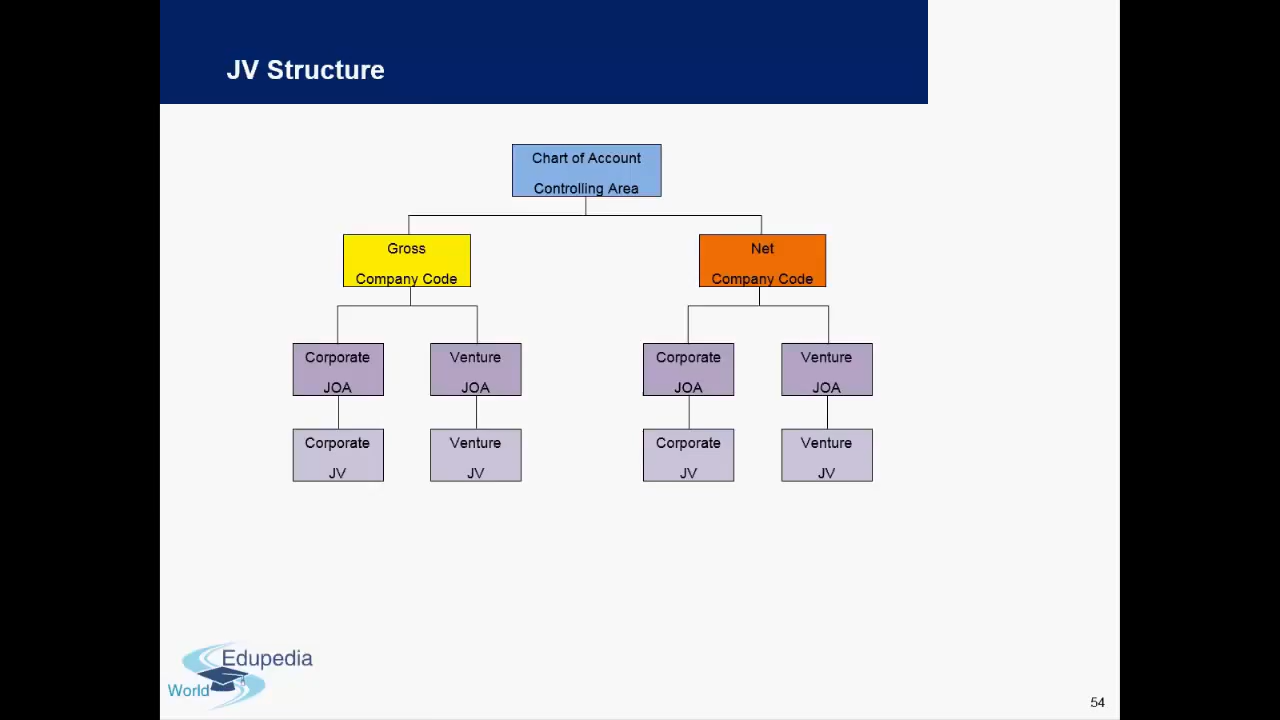 JV Structure
Chart of Account
Controlling Area
Gross
Company Code
Net
Company Code
Corporate
JOA
Venture
JOA
Corporate
JOA
Venture
JOA
Corporate
JV
Venture
JV
Corporate
JV
Venture
JV
Edupedia
World
54